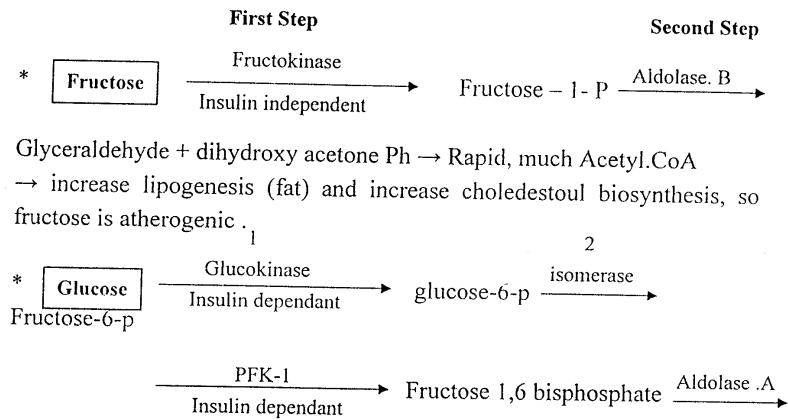 First Step
Second Step
* Fructose Fructokinase Insulin independent Fructose – 1- P Aldolase. B
Glyceraldehyde + dihydroxy acetone Ph → Rapid, much Acetyl.CoA
→ increase lipogenesis (fat) and increase choledestoul biosynthesis, so
fructose is atherogenic .
1 2
* Glucose Glucokinase Insulin dependant glucose-6-p isomerase
Fructose-6-p
PFK-1 Insulin dependant Fructose 1,6 bisphosphate Aldolase .A